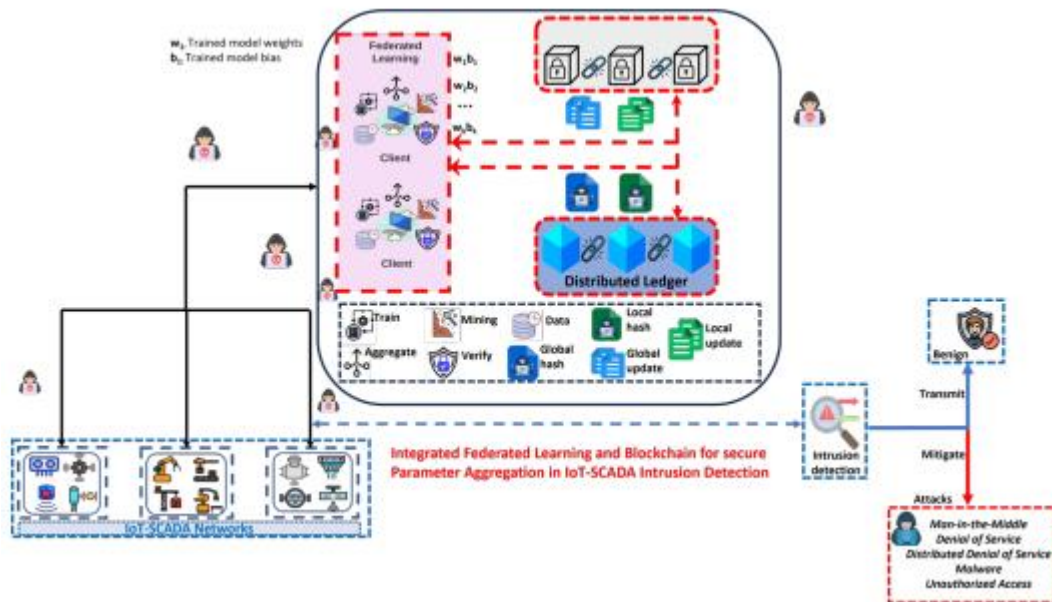 w₁, Trained model weights
b₁, Trained model bias
Federated
Learning
w₁b₁
w₂b₂
...
Client
Client
Distributed Ledger
Train
Mining
Data
Local
hash
Local
update
Aggregate
Verify
Global
hash
Global
update
Benign
Transmit
Intrusion
detection
Mitigate
Attacks
Integrated Federated Learning and Blockchain for secure
Parameter Aggregation in IoT-SCADA Intrusion Detection
IoT-SCADA Networks
Man-in-the-Middle
Denial of Service
Distributed Denial of Service
Malware
Unauthorized Access